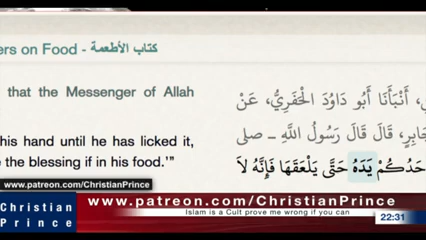 ers on Food - كتاب الأطعمة
that the Messenger of Allah
his hand until he has licked it,
the blessing if in his food.'"
أَنْبَأَنَا أَبُو دَاوُدَ الْحَفَرِيُّ، عَنْ
جَابِرٍ، قَالَ قَالَ رَسُولُ اللَّهِ ـ صلى
حَدُكُمْ يَدَهُ حَتَّى يَلْعَقَهَا فَإِنَّهُ لاَ
www.patreon.com/ChristianPrince
Christian Prince
www.patreon.com/ChristianPrince
Islam is a Cult prove me wrong if you can
22:31